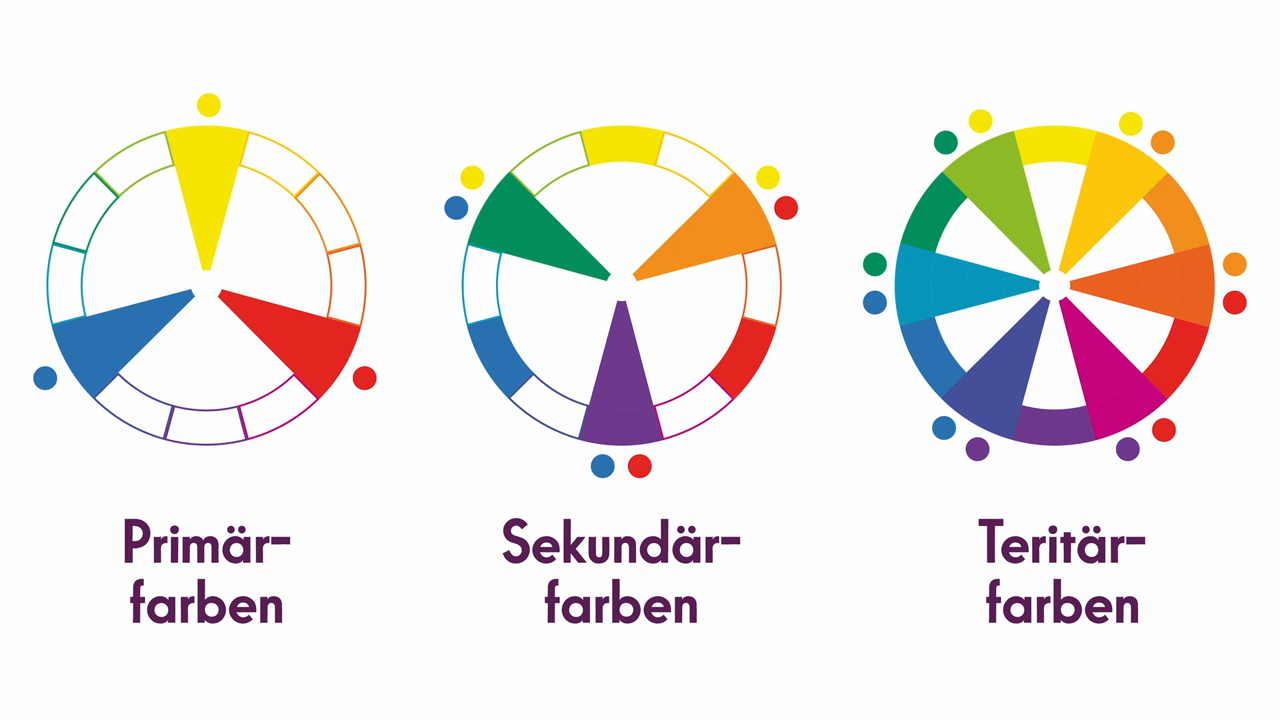 Primär-
farben
Sekundär-
farben
Teritär-
farben